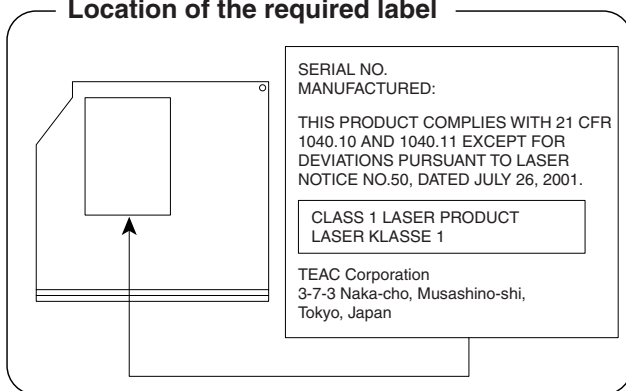 Location of the required label
SERIAL NO.
MANUFACTURED:
THIS PRODUCT COMPLIES WITH 21 CFR
1040.10 AND 1040.11 EXCEPT FOR
DEVIATIONS PURSUANT TO LASER
NOTICE NO.50, DATED JULY 26, 2001.
CLASS 1 LASER PRODUCT
LASER KLASSE 1
TEAC Corporation
3-7-3 Naka-cho, Musashino-shi,
Tokyo, Japan